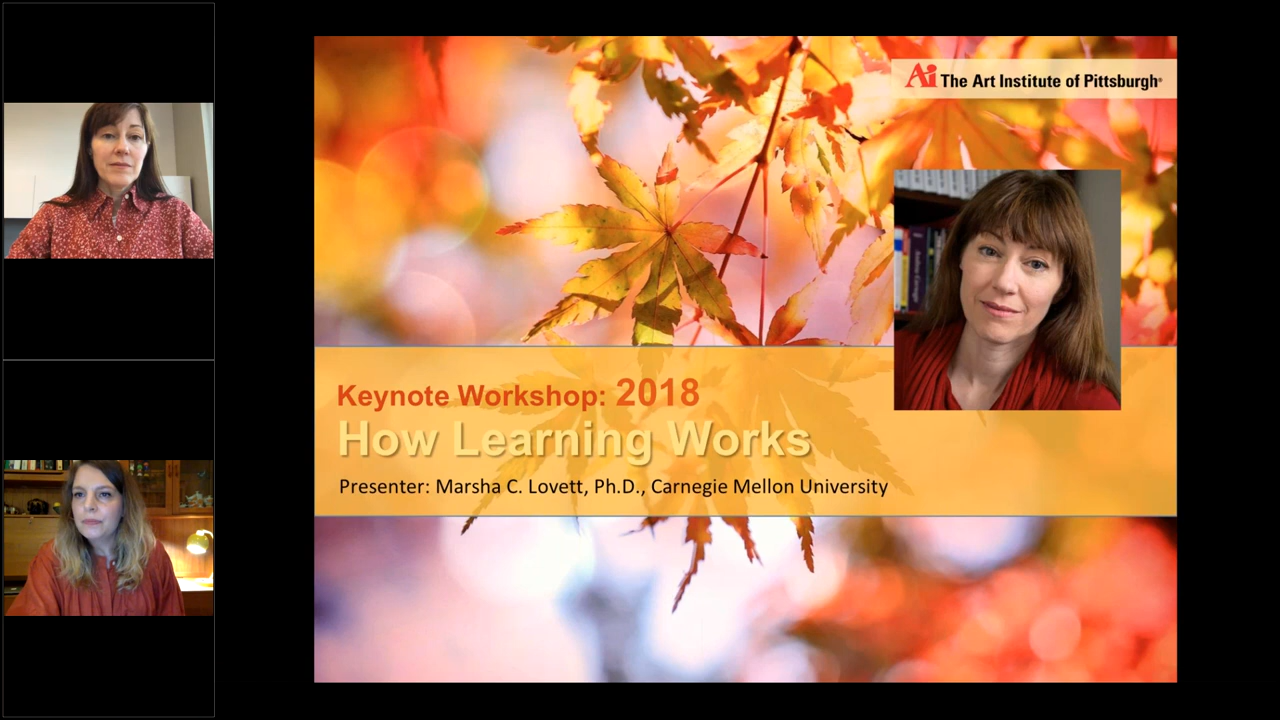 Ai The Art Institute of Pittsburgh®
Keynote Workshop: 2018
How Learning Works
Presenter: Marsha C. Lovett, Ph.D., Carnegie Mellon University